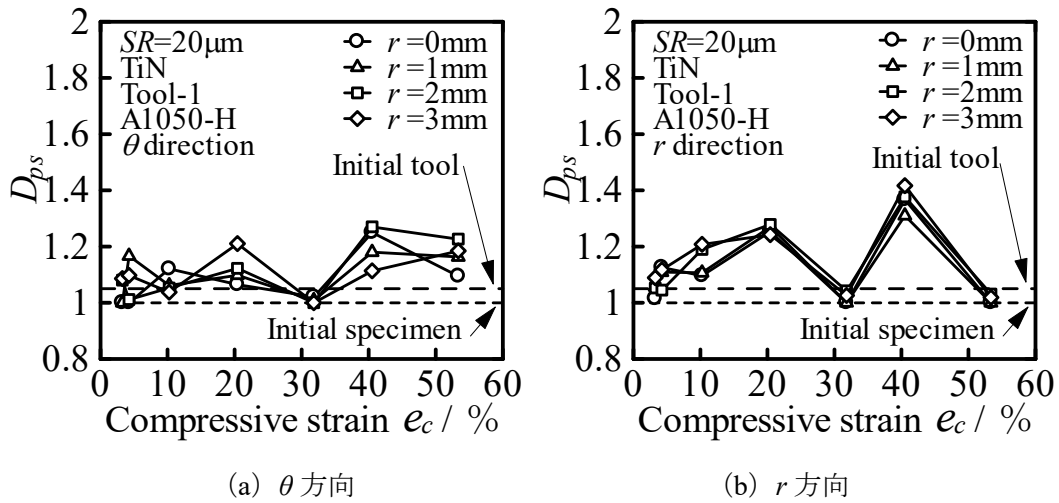 2
1.8
1.6
1.4
1.2
1
0.8
D_ps
SR=20μm
TiN
Tool-1
A1050-H
θ direction
r =0mm
r =1mm
r =2mm
r =3mm
Initial tool
Initial specimen
0 10 20 30 40 50 60
Compressive strain e_c / %
(a) θ 方向
2
1.8
1.6
1.4
1.2
1
0.8
D_ps
SR=20μm
TiN
Tool-1
A1050-H
r direction
r =0mm
r =1mm
r =2mm
r =3mm
Initial tool
Initial specimen
0 10 20 30 40 50 60
Compressive strain e_c / %
(b) r 方向